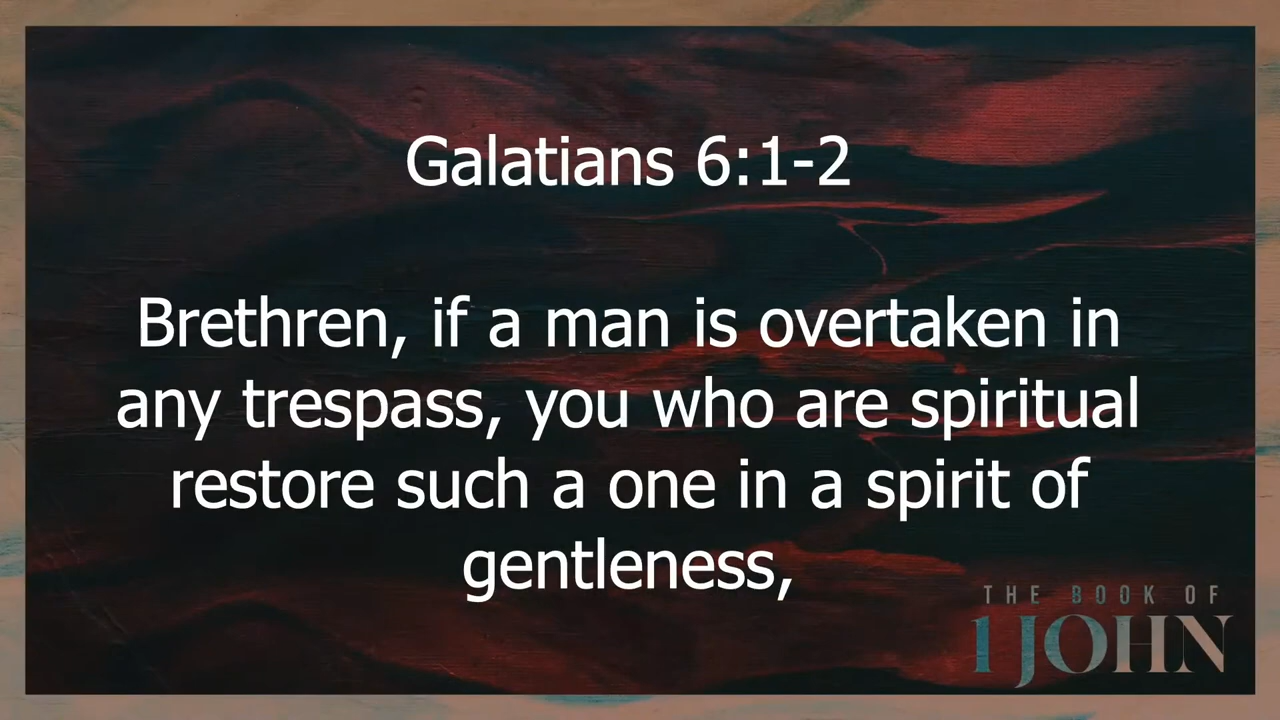 Galatians 6:1-2
Brethren, if a man is overtaken in
any trespass, you who are spiritual
restore such a one in a spirit of
gentleness,
THE BOOK OF
1 JOHN